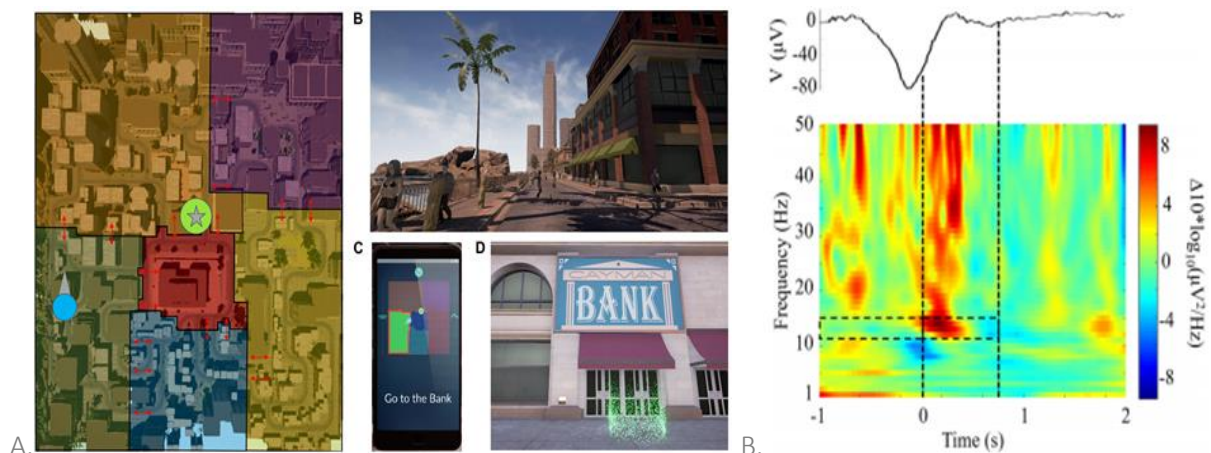 B
C
D
CAYMAN
BANK
Go to the Bank
A.
B.
V (μV)
0
-40
-80
Frequency (Hz)
50
40
30
20
10
1
-1
0
1
2
Time (s)
8
4
0
-4
-8
Δ10*log₁₀(μV²/Hz)